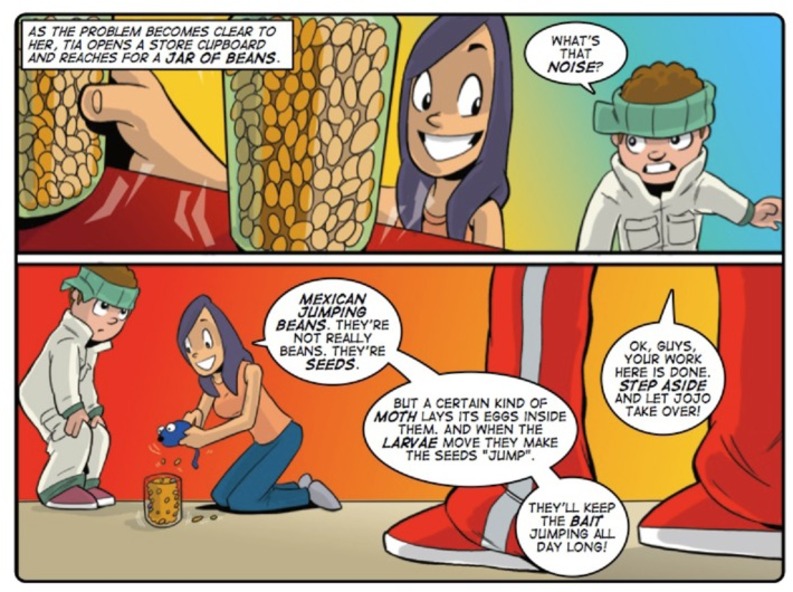 AS THE PROBLEM BECOMES CLEAR TO
HER, TIA OPENS A STORE CUPBOARD
AND REACHES FOR A JAR OF BEANS.
WHAT'S
THAT
NOISE?
MEXICAN
JUMPING
BEANS. THEY'RE
NOT REALLY
BEANS. THEY'RE
SEEDS.
BUT A CERTAIN KIND OF
MOTH LAYS ITS EGGS INSIDE
THEM. AND WHEN THE
LARVAE MOVE THEY MAKE
THE SEEDS "JUMP".
THEY'LL KEEP
THE BAIT
JUMPING ALL
DAY LONG!
OK, GUYS,
YOUR WORK
HERE IS DONE.
STEP ASIDE
AND LET JOJO
TAKE OVER!